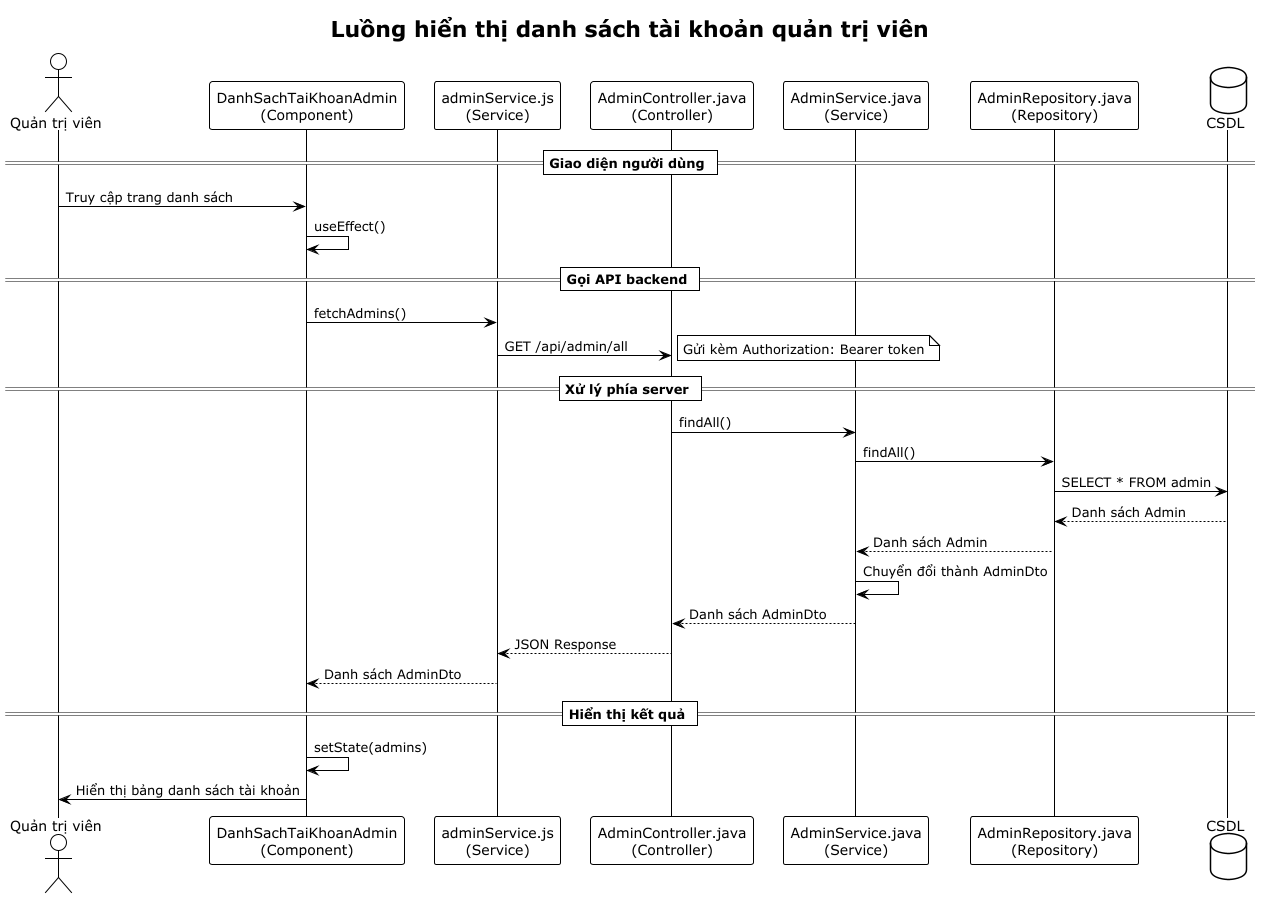 Luồng hiển thị danh sách tài khoản quản trị viên
Quản trị viên
DanhSachTaiKhoanAdmin
(Component)
adminService.js
(Service)
AdminController.java
(Controller)
AdminService.java
(Service)
AdminRepository.java
(Repository)
CSDL
Giao diện người dùng
Truy cập trang danh sách
useEffect()
Gọi API backend
fetchAdmins()
GET /api/admin/all
Gửi kèm Authorization: Bearer token
Xử lý phía server
findAll()
findAll()
SELECT * FROM admin
Danh sách Admin
Danh sách Admin
Chuyển đổi thành AdminDto
Danh sách AdminDto
JSON Response
Danh sách AdminDto
Hiển thị kết quả
setState(admins)
Hiển thị bảng danh sách tài khoản
Quản trị viên
DanhSachTaiKhoanAdmin
(Component)
adminService.js
(Service)
AdminController.java
(Controller)
AdminService.java
(Service)
AdminRepository.java
(Repository)
CSDL